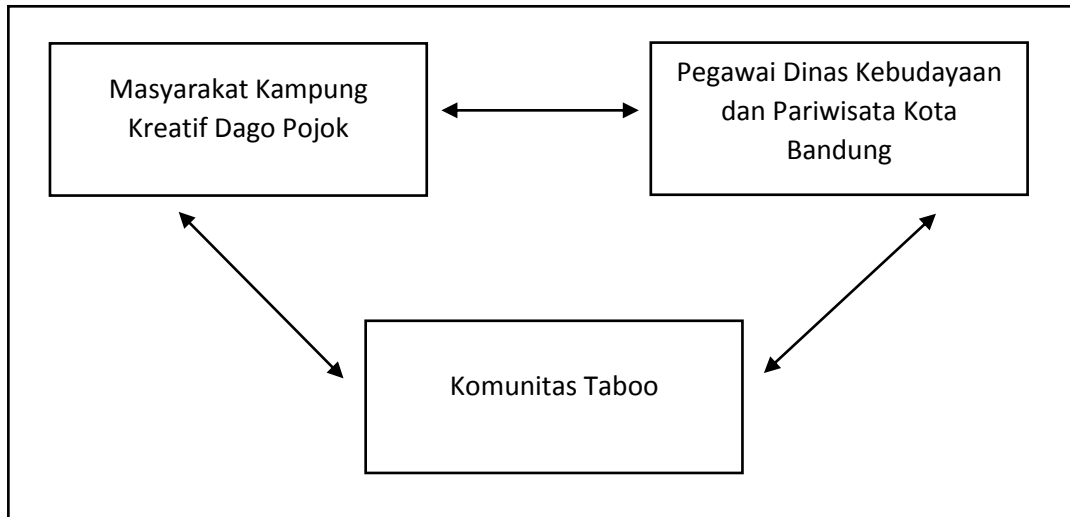 Masyarakat Kampung
Kreatif Dago Pojok
Pegawai Dinas Kebudayaan
dan Pariwisata Kota
Bandung
Komunitas Taboo